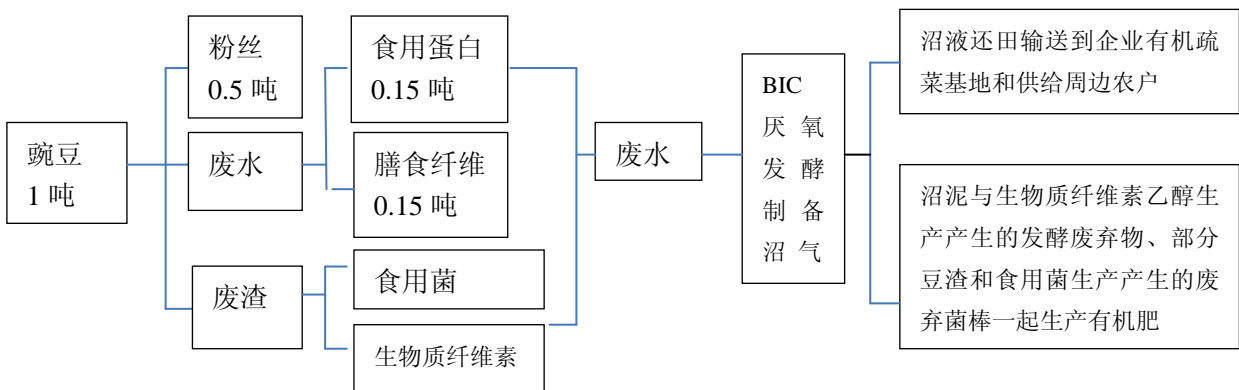 豌豆
1 吨
粉丝
0.5 吨
废水
废渣
食用蛋白
0.15 吨
膳食纤维
0.15 吨
食用菌
生物质纤维素
废水
BIC
厌 氧
发 酵
制 备
沼 气
沼液还田输送到企业有机疏
菜基地和供给周边农户
沼泥与生物质纤维素乙醇生
产产生的发酵废弃物、部分
豆渣和食用菌生产产生的废
弃菌棒一起生产有机肥